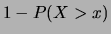 1 - P(X > x)